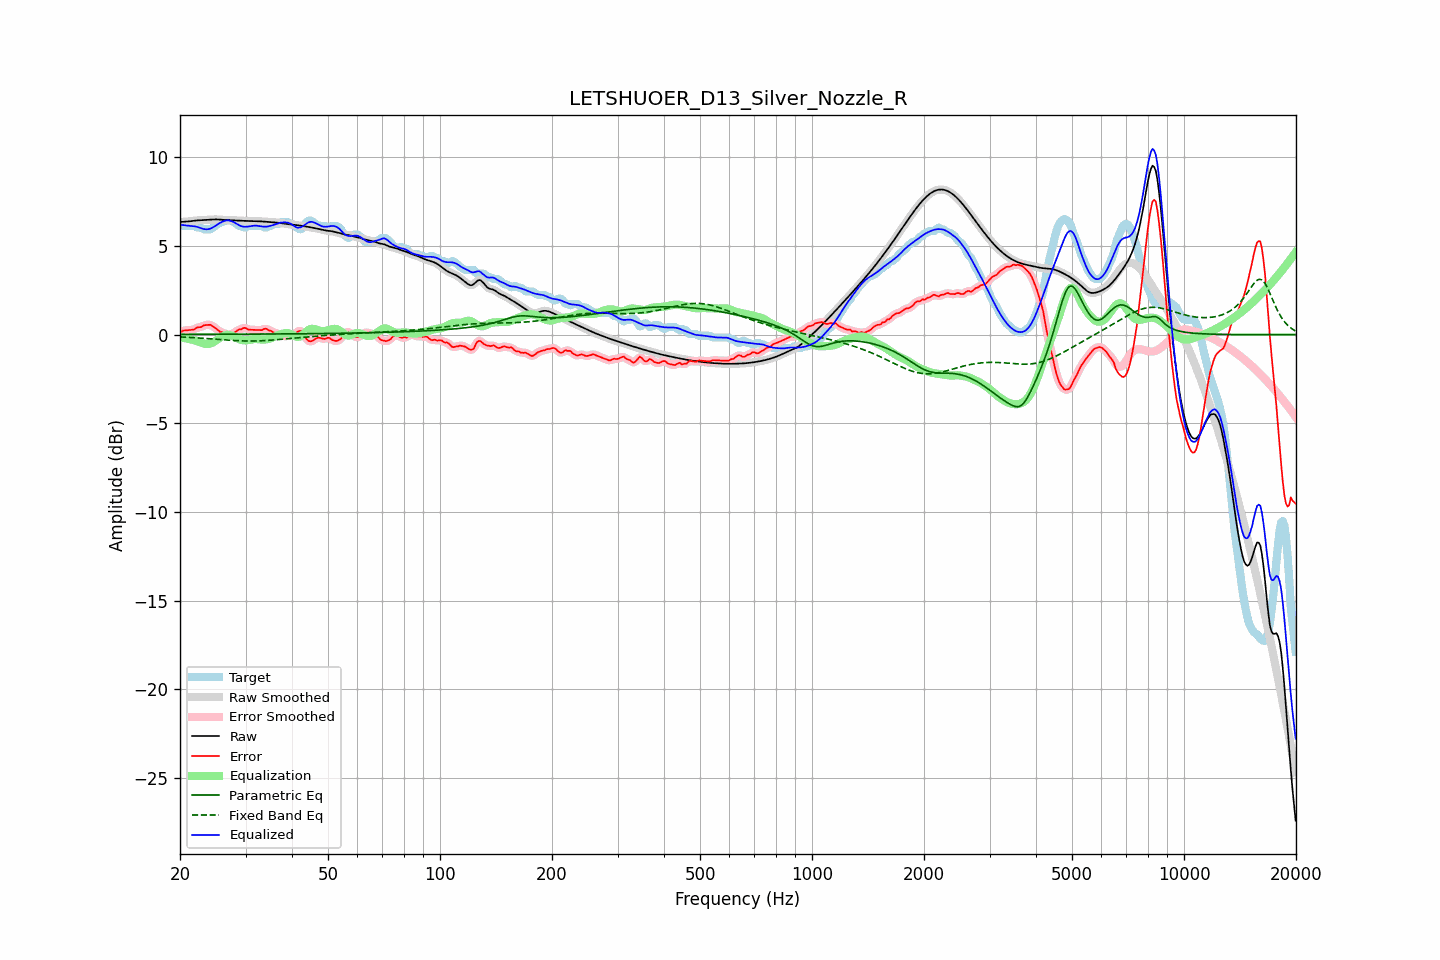 LETSHUOER_D13_Silver_Nozzle_R
Amplitude (dBr)
10
5
0
−5
−10
−15
−20
−25
Target
Raw Smoothed
Error Smoothed
Raw
Error
Equalization
Parametric Eq
Fixed Band Eq
Equalized
20 50 100 200 500 1000 2000 5000 10000 20000
Frequency (Hz)